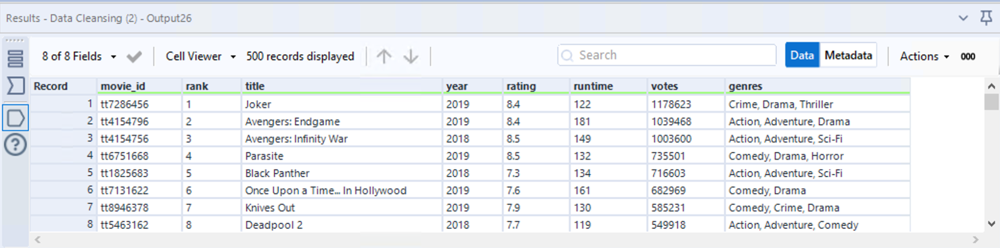 Results - Data Cleansing (2) - Output26
8 of 8 Fields Cell Viewer 500 records displayed Search Data Metadata Actions 000
Record movie_id rank title year rating runtime votes genres
1 tt7286456 1 Joker 2019 8.4 122 1178623 Crime, Drama, Thriller
2 tt4154796 2 Avengers: Endgame 2019 8.4 181 1039468 Action, Adventure, Drama
3 tt4154756 3 Avengers: Infinity War 2018 8.5 149 1003600 Action, Adventure, Sci-Fi
4 tt6751668 4 Parasite 2019 8.5 132 735501 Comedy, Drama, Horror
5 tt1825683 5 Black Panther 2018 7.3 134 716603 Action, Adventure, Sci-Fi
6 tt7131622 6 Once Upon a Time... In Hollywood 2019 7.6 161 682969 Comedy, Drama
7 tt8946378 7 Knives Out 2019 7.9 130 585231 Comedy, Crime, Drama
8 tt5463162 8 Deadpool 2 2018 7.7 119 549918 Action, Adventure, Comedy